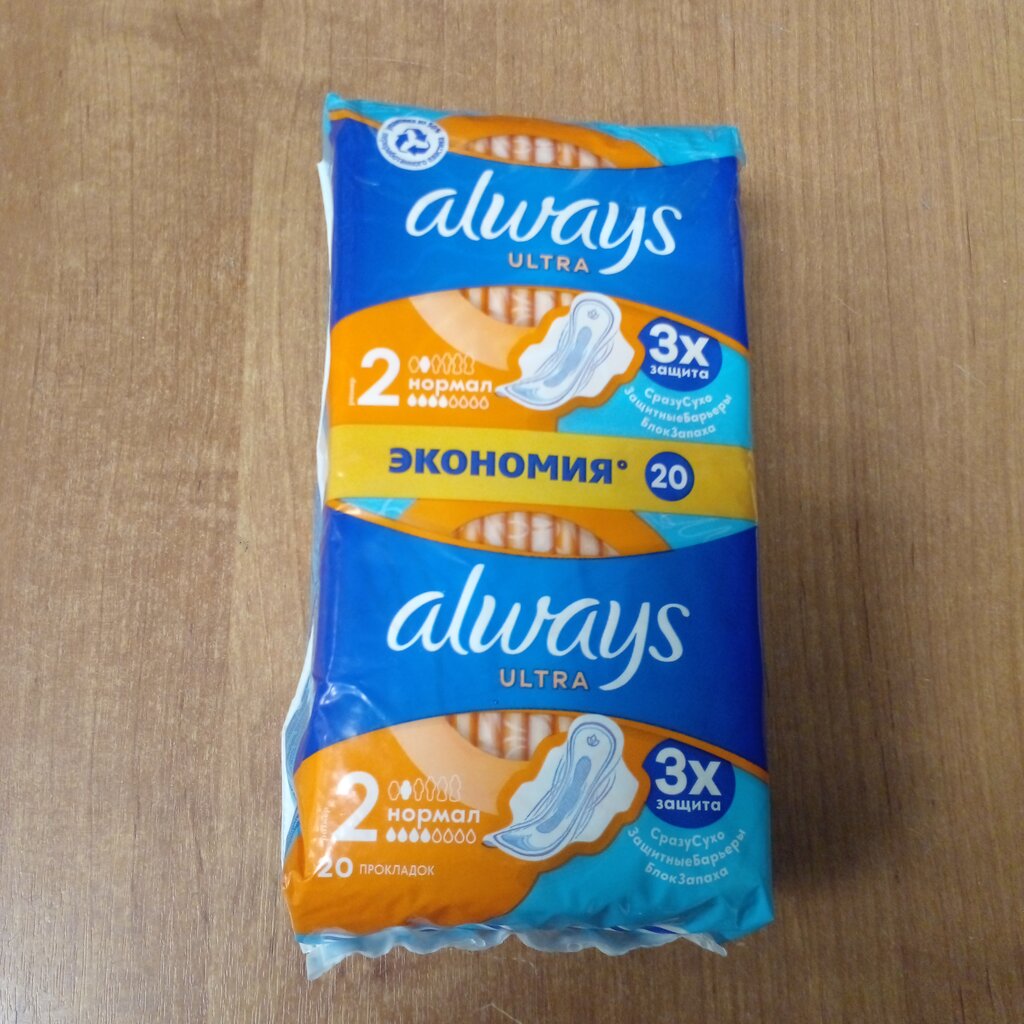 always
ULTRA
2
нормал
3x
защита
СразуСухо
ЗащитныеБарьеры
БлокЗапаха
ЭКОНОМИЯ° 20
always
ULTRA
2
нормал
3x
защита
СразуСухо
ЗащитныеБарьеры
БлокЗапаха
20 ПРОКЛАДОК